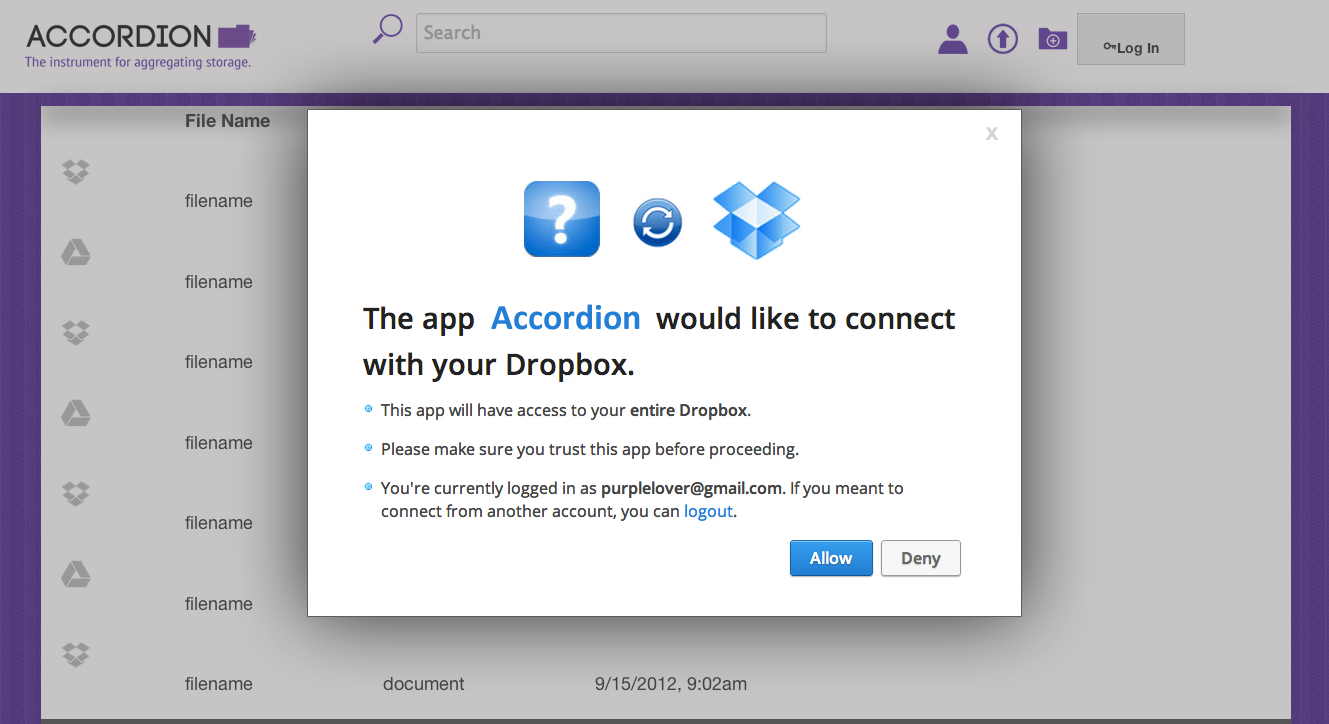 ACCORDION
The instrument for aggregating storage.
Search
Log In
File Name
filename
filename
filename
filename
filename
filename
filename document 9/15/2012, 9:02am
x
?
The app Accordion would like to connect
with your Dropbox.
This app will have access to your entire Dropbox.
Please make sure you trust this app before proceeding.
You're currently logged in as purplelover@gmail.com. If you meant to
connect from another account, you can logout.
Allow Deny